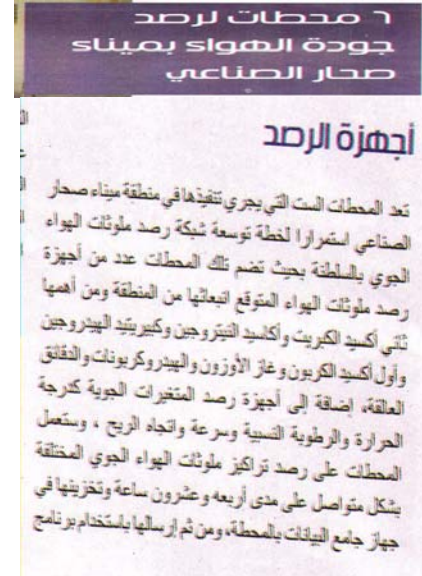 ٦ محطات لرصد
جودة الهواء بميناء
صحار الصناعي
أجهزة الرصد
تعد المحطات الست التي يجري تنفيذها في منطقة ميناء صحار
الصناعي استمرارا لخطة توسعة شبكة رصد ملوثات الهواء
الجوي بالسلطنة بحيث تضم تلك المحطات عدد من أجهزة
رصد ملوثات الهواء المتوقع انبعاثها من المنطقة ومن أهمها
ثاني أكسيد الكبريت وأكاسيد النيتروجين وكبيريتيد الهيدروجين
وأول أكسيد الكربون وغاز الأوزون والهيدروكربونات والدقائق
العالقة، إضافة إلى أجهزة رصد المتغيرات الجوية كدرجة
الحرارة والرطوبة النسبية وسرعة واتجاه الريح ، وستعمل
المحطات على رصد تراكيز ملوثات الهواء الجوي المختلفة
بشكل متواصل على مدى أربعه وعشرون ساعة وتخزينها في
جهاز جامع البيانات بالمحطة، ومن ثم إرسالها باستخدام برنامج